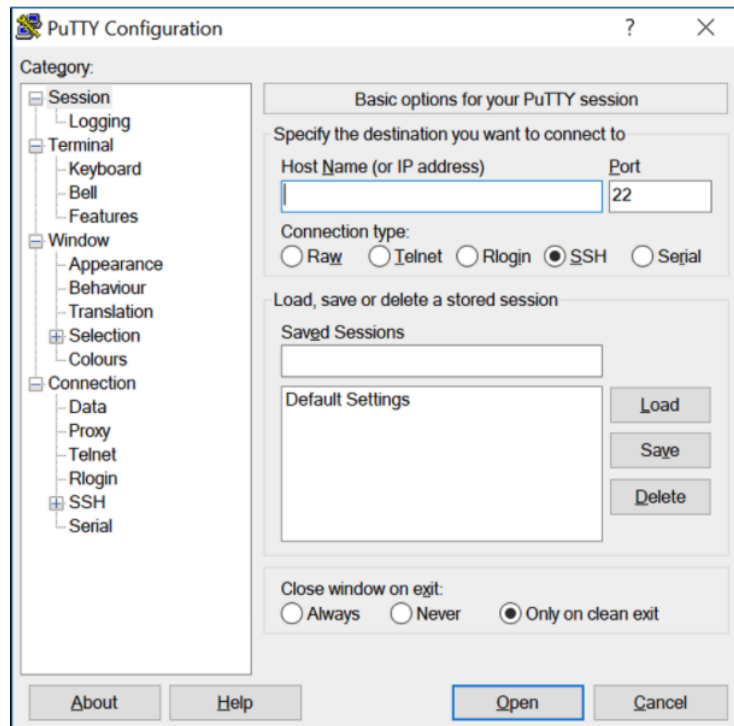 PuTTY Configuration
?
Category:
Session
Logging
Terminal
Keyboard
Bell
Features
Window
Appearance
Behaviour
Translation
Selection
Colours
Connection
Data
Proxy
Telnet
Rlogin
SSH
Serial
Basic options for your PuTTY session
Specify the destination you want to connect to
Host Name (or IP address) Port
22
Connection type:
Raw Telnet Rlogin SSH Serial
Load, save or delete a stored session
Saved Sessions
Default Settings
Load
Save
Delete
Close window on exit:
Always Never Only on clean exit
About Help Open Cancel